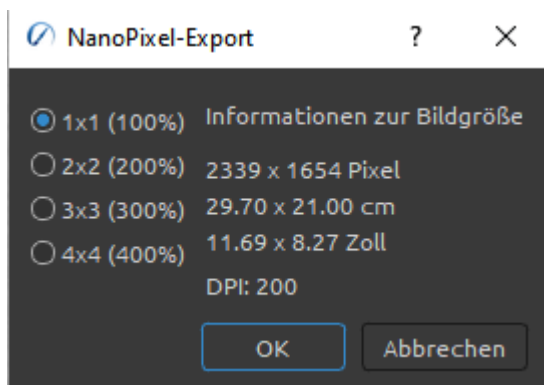 NanoPixel-Export
?
1x1 (100%)
2x2 (200%)
3x3 (300%)
4x4 (400%)
Informationen zur Bildgröße
2339 x 1654 Pixel
29.70 x 21.00 cm
11.69 x 8.27 Zoll
DPI: 200
OK
Abbrechen